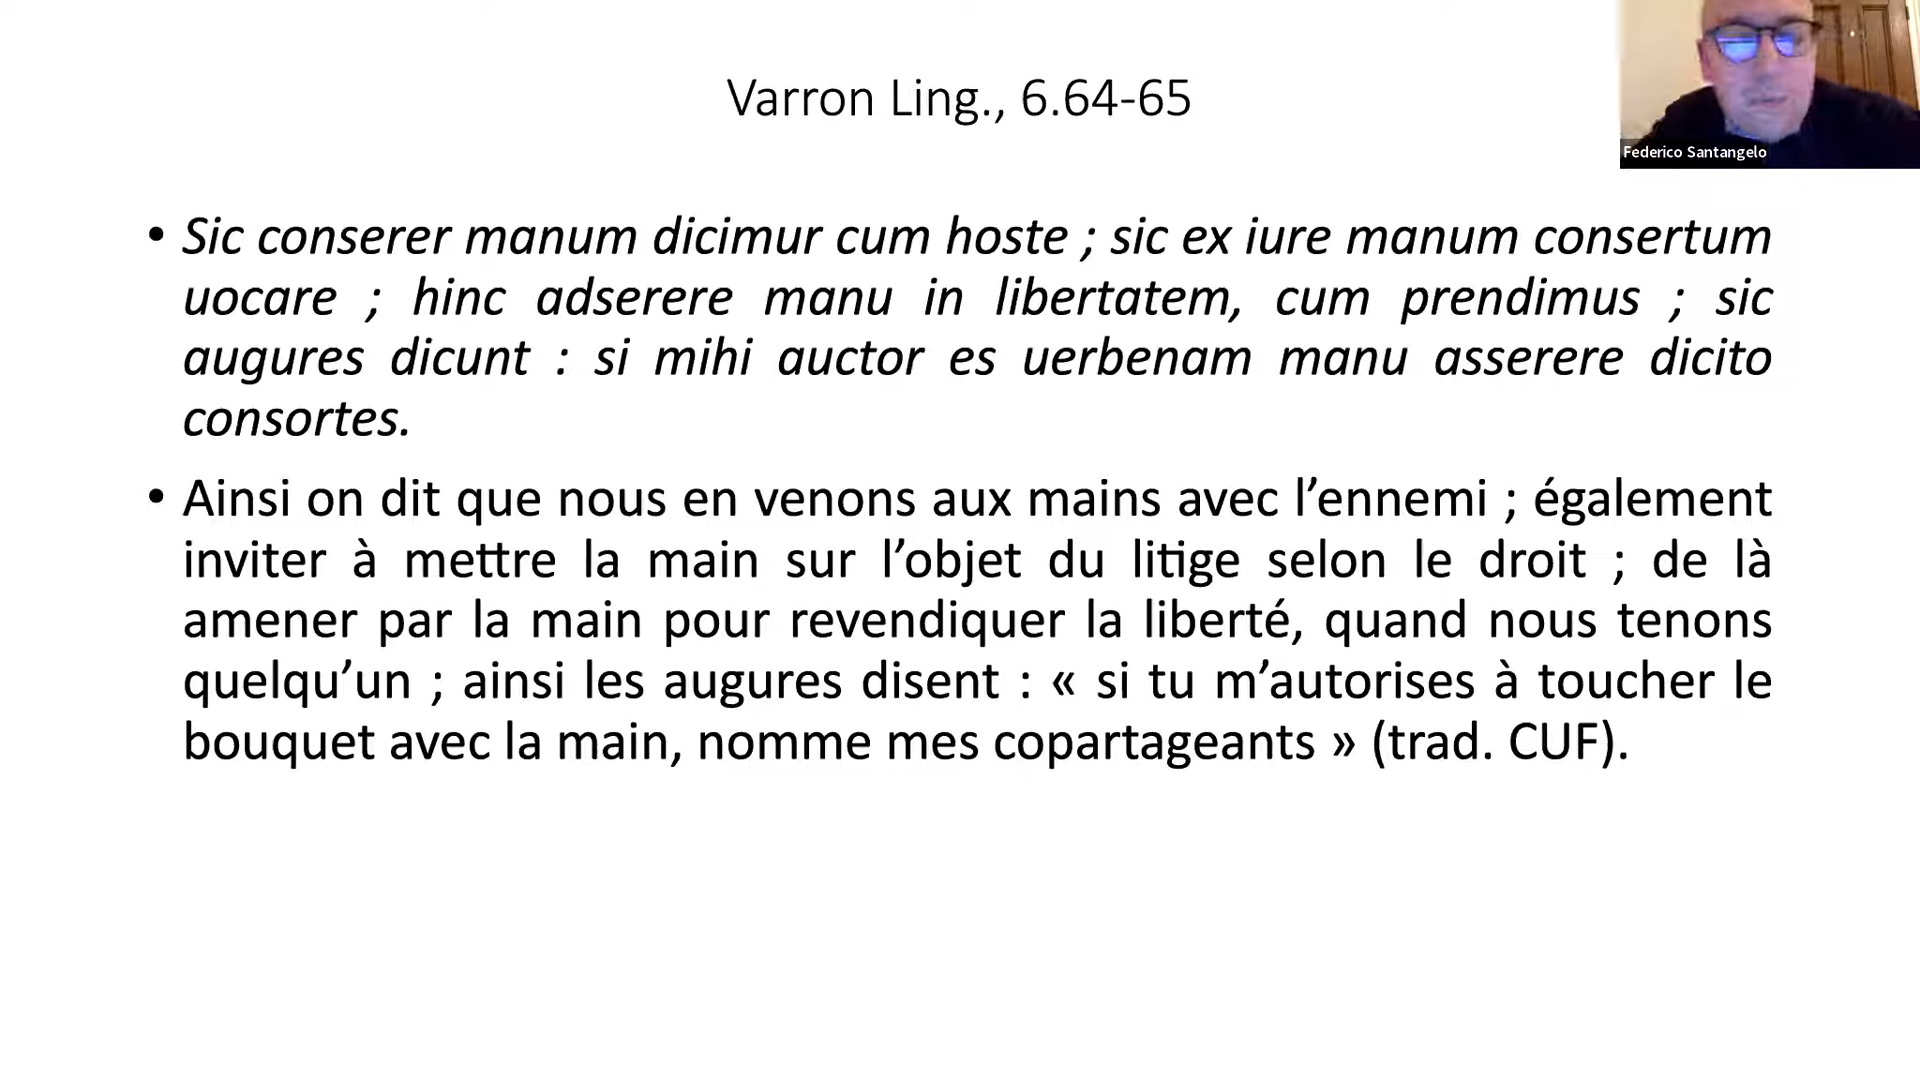 Varron Ling., 6.64-65
Federico Santangelo
• Sic conserer manum dicimur cum hoste ; sic ex iure manum consertum
uocare ; hinc adserere manu in libertatem, cum prendimus ; sic
augures dicunt : si mihi auctor es uerbenam manu asserere dicito
consortes.
• Ainsi on dit que nous en venons aux mains avec l’ennemi ; également
inviter à mettre la main sur l’objet du litige selon le droit ; de là
amener par la main pour revendiquer la liberté, quand nous tenons
quelqu’un ; ainsi les augures disent : « si tu m’autorises à toucher le
bouquet avec la main, nomme mes copartageants » (trad. CUF).